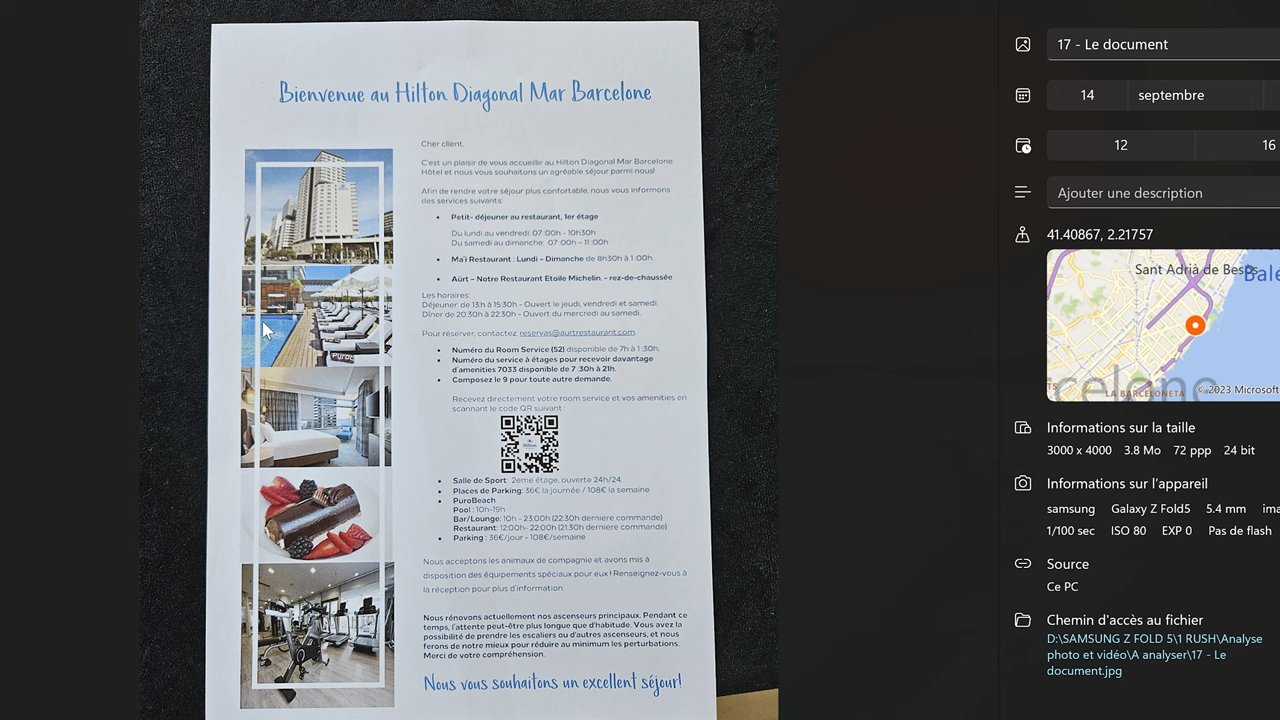 Bienvenue au Hilton Diagonal Mar Barcelone
Cher client,
C'est un plaisir de vous accueillir au Hilton Diagonal Mar Barcelone
Hôtel et nous vous souhaitons un agréable séjour parmi nous!
Afin de rendre votre séjour plus confortable, nous vous informons
des services suivants:
• Petit- déjeuner au restaurant, 1er étage
Du lundi au vendredi: 07 :00h - 10h30h
Du samedi au dimanche: 07 :00h - 11 :00h
• Ma'i Restaurant : Lundi – Dimanche de 8h30h à 1 :00h.
• Aürt – Notre Restaurant Etoile Michelin. - rez-de-chaussée
Les horaires:
Déjeuner: de 13:h à 15:30h - Ouvert le jeudi, vendredi et samedi.
Dîner de 20:30h à 22:30h - Ouvert du mercredi au samedi.
Pour réserver, contactez: reservas@aurtrestaurant.com.
• Numéro du Room Service (52) disponible de 7h à 1 :30h.
• Numéro du service à étages pour recevoir davantage
d'amenities 7033 disponible de 7 :30h à 21h.
• Composez le 9 pour toute autre demande.
Recevez directement votre room service et vos amenities en
scannant le code QR suivant :
Hilton
• Salle de Sport: 2eme étage, ouverte 24h/24.
• Places de Parking: 36€ la journée / 108€ la semaine
• PuroBeach
Pool : 10h-19h
Bar/Lounge: 10h - 23:00h (22:30h derniere commande)
Restaurant: 12:00h- 22:00h (21:30h derniere commande)
• Parking : 36€/jour - 108€/semaine
Nous acceptons les animaux de compagnie et avons mis à
disposition des équipements spéciaux pour eux ! Renseignez-vous à
la réception pour plus d'information.
Nous rénovons actuellement nos ascenseurs principaux. Pendant ce
temps, l'attente peut-être plus longue que d'habitude. Vous avez la
possibilité de prendre les escaliers ou d'autres ascenseurs, et nous
ferons de notre mieux pour réduire au minimum les perturbations.
Merci de votre compréhension.
Nous vous souhaitons un excellent séjour!
17 - Le document
14 septembre
12 16
Ajouter une description
41.40867, 2.21757
Sant Adrià de Besòs
Bale
celone
LA BARCELONETA
© 2023 Microsoft
Informations sur la taille
3000 x 4000 3.8 Mo 72 ppp 24 bit
Informations sur l'appareil
samsung Galaxy Z Fold5 5.4 mm ima
1/100 sec ISO 80 EXP 0 Pas de flash
Source
Ce PC
Chemin d'accès au fichier
D:\SAMSUNG Z FOLD 5\1 RUSH\Analyse
photo et vidéo\A analyser\17 - Le
document.jpg